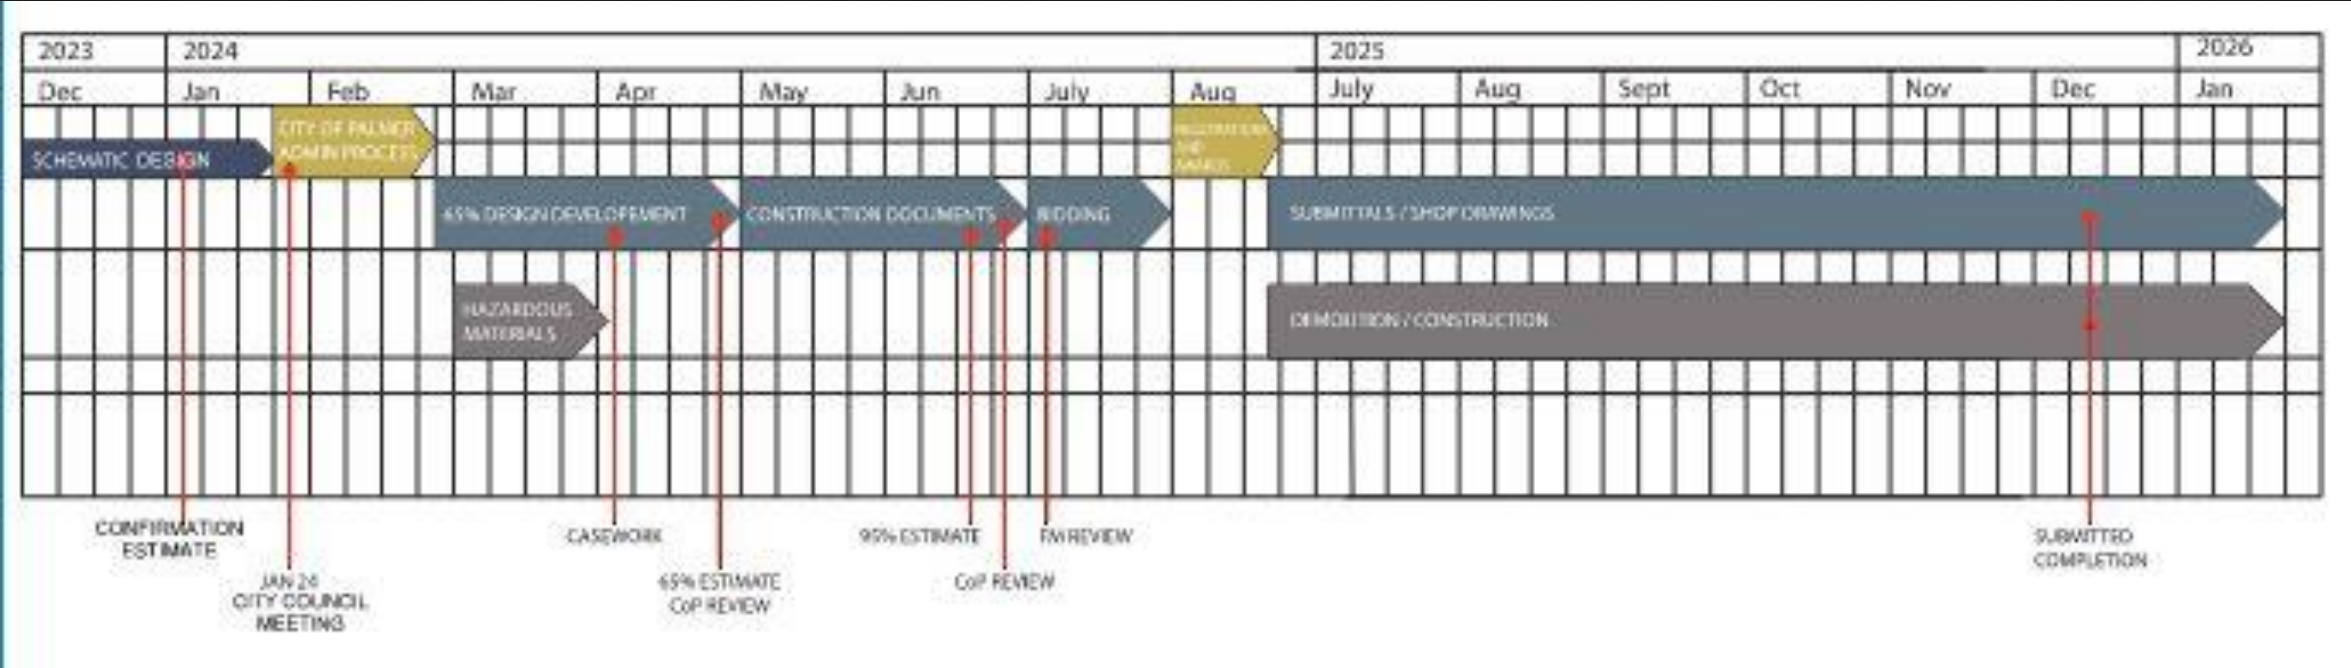 2023 2024 2025 2026
Dec Jan Feb Mar Apr May Jun July Aug July Aug Sept Oct Nov Dec Jan
CITY OF PALMER
ADMIN PROCESS
SCHEMATIC DESIGN
AND
AWARDS
65% DESIGN DEVELOPEMENT
CONSTRUCTION DOCUMENTS
BIDDING
SUBMITTALS / SHOP DRAWINGS
HAZARDOUS
MATERIALS
DEMOLITION / CONSTRUCTION
CONFIRMATION
ESTIMATE
JAN 24
CITY COUNCIL
MEETING
CASEWORK
65% ESTIMATE
CoP REVIEW
95% ESTIMATE
CoP REVIEW
FM REVIEW
SUBMITTED
COMPLETION